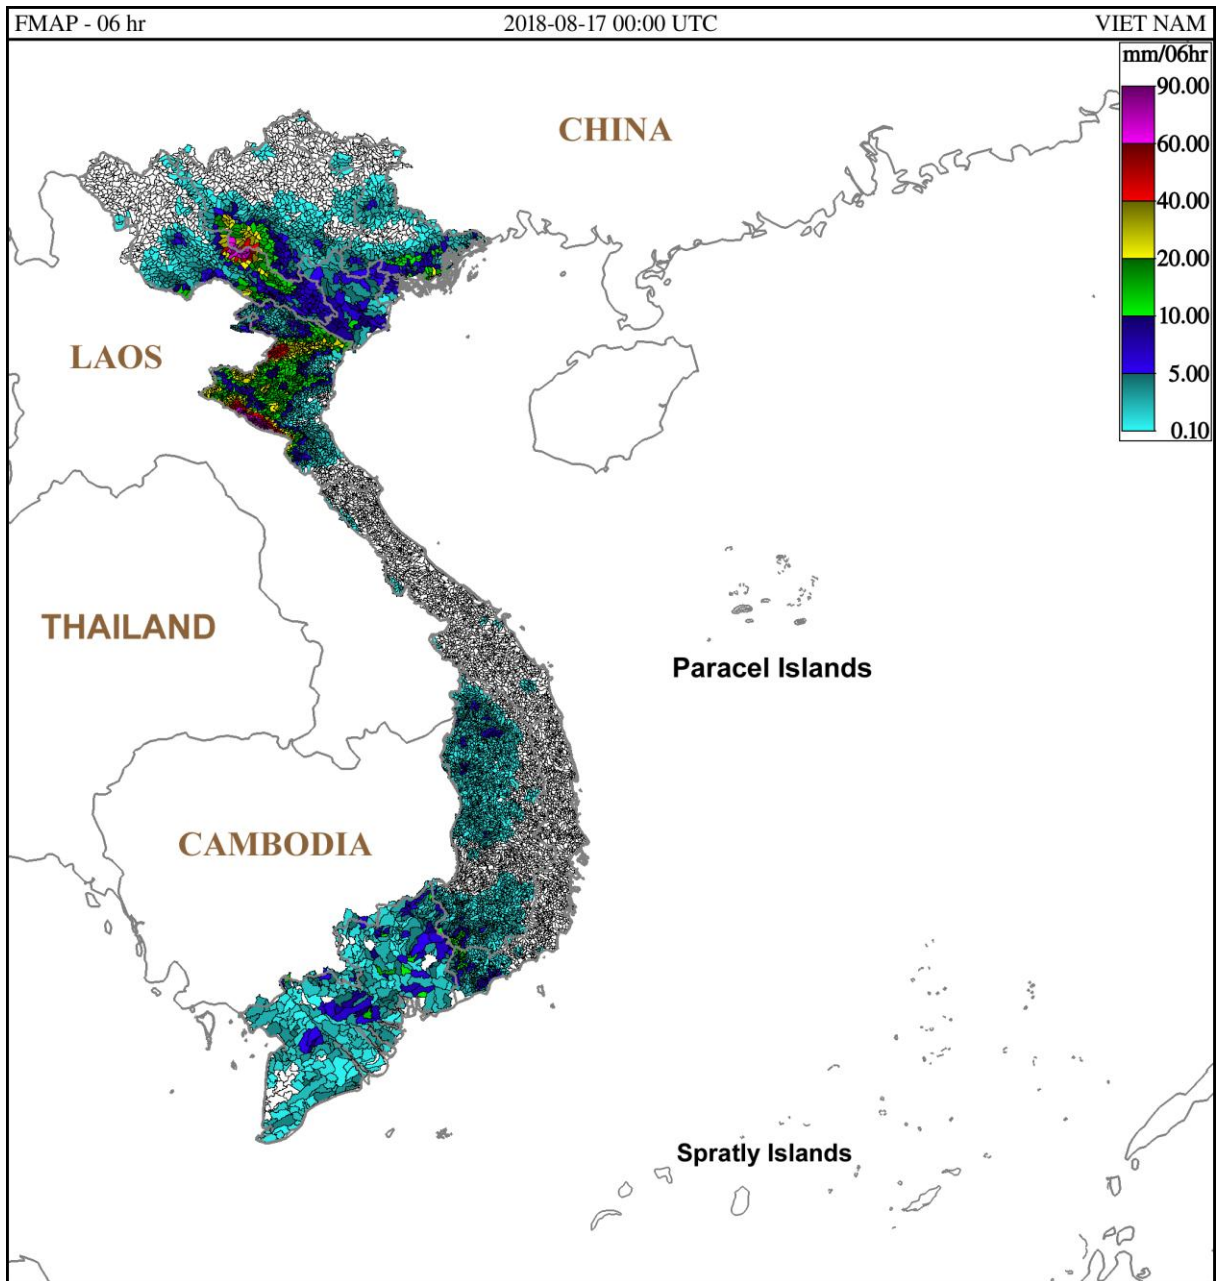 FMAP - 06 hr 2018-08-17 00:00 UTC VIET NAM
mm/06hr
90.00
60.00
40.00
20.00
10.00
5.00
0.10
CHINA
LAOS
THAILAND
Paracel Islands
CAMBODIA
Spratly Islands